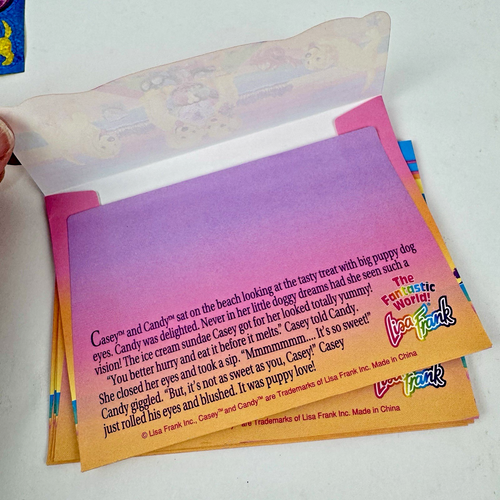 Casey™ and Candy™ sat on the beach looking at the tasty treat with big puppy dog
eyes. Candy was delighted. Never in her little doggy dreams had she seen such a
vision! The ice cream sundae Casey got for her looked totally yummy!
"You better hurry and eat it before it melts." Casey told Candy.
She closed her eyes and took a sip. "Mmmmmmm.... It's so sweet!"
Candy giggled. "But, it's not as sweet as you, Casey!" Casey
just rolled his eyes and blushed. It was puppy love!
The
Fantastic
World!
Lisa Frank
© Lisa Frank Inc., Casey™ and Candy™ are Trademarks of Lisa Frank Inc. Made in China
Lisa Frank
are Trademarks of Lisa Frank Inc. Made in China